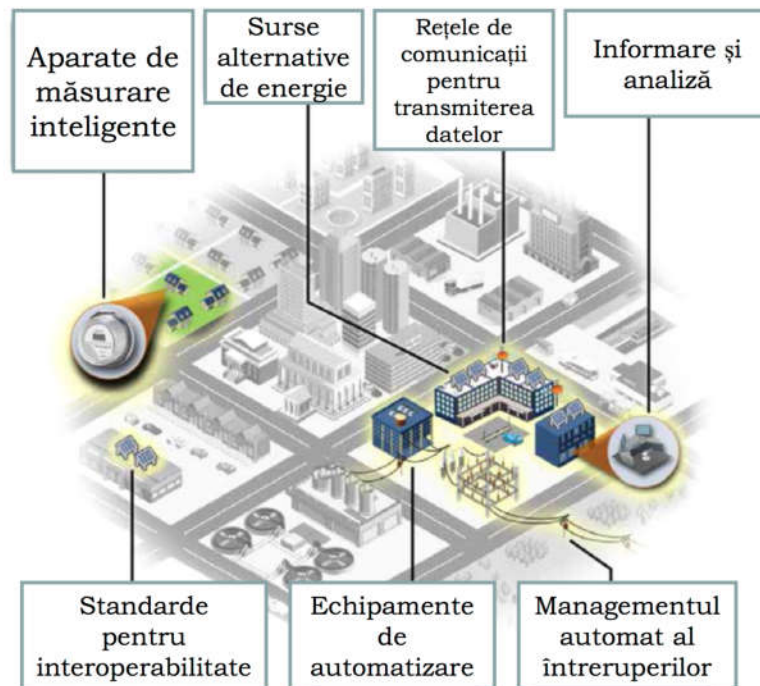 Aparate de
măsurare
inteligente
Surse
alternative
de energie
Rețele de
comunicații
pentru
transmiterea
datelor
Informare și
analiză
Standarde
pentru
interoperabilitate
Echipamente
de
automatizare
Managementul
automat al
întreruperilor